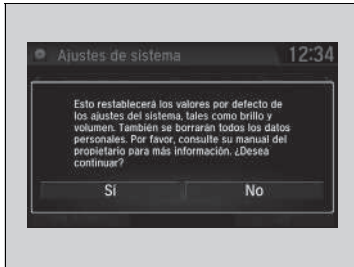 Ajustes de sistema
12:34
Esto restablecerá los valores por defecto de
los ajustes del sistema, tales como brillo y
volumen. También se borrarán todos los datos
personales. Por favor, consulte su manual del
propietario para más información. ¿Desea
continuar?
Sí
No